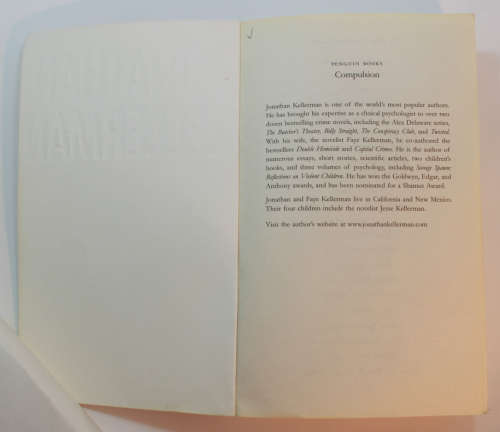 PENGUIN BOOKS
Compulsion
Jonathan Kellerman is one of the world's most popular authors.
He has brought his expertise as a clinical psychologist to over two
dozen bestselling crime novels, including the Alex Delaware series,
The Butcher's Theatre, Billy Straight, The Conspiracy Club, and Twisted.
With his wife, the novelist Faye Kellerman, he co-authored the
bestsellers Double Homicide and Capital Crimes. He is the author of
numerous essays, short stories, scientific articles, two children's
books, and three volumes of psychology, including Savage Spawn:
Reflections on Violent Children. He has won the Goldwyn, Edgar, and
Anthony awards, and has been nominated for a Shamus Award.
Jonathan and Faye Kellerman live in California and New Mexico.
Their four children include the novelist Jesse Kellerman.
Visit the author's website at www.jonathankellerman.com